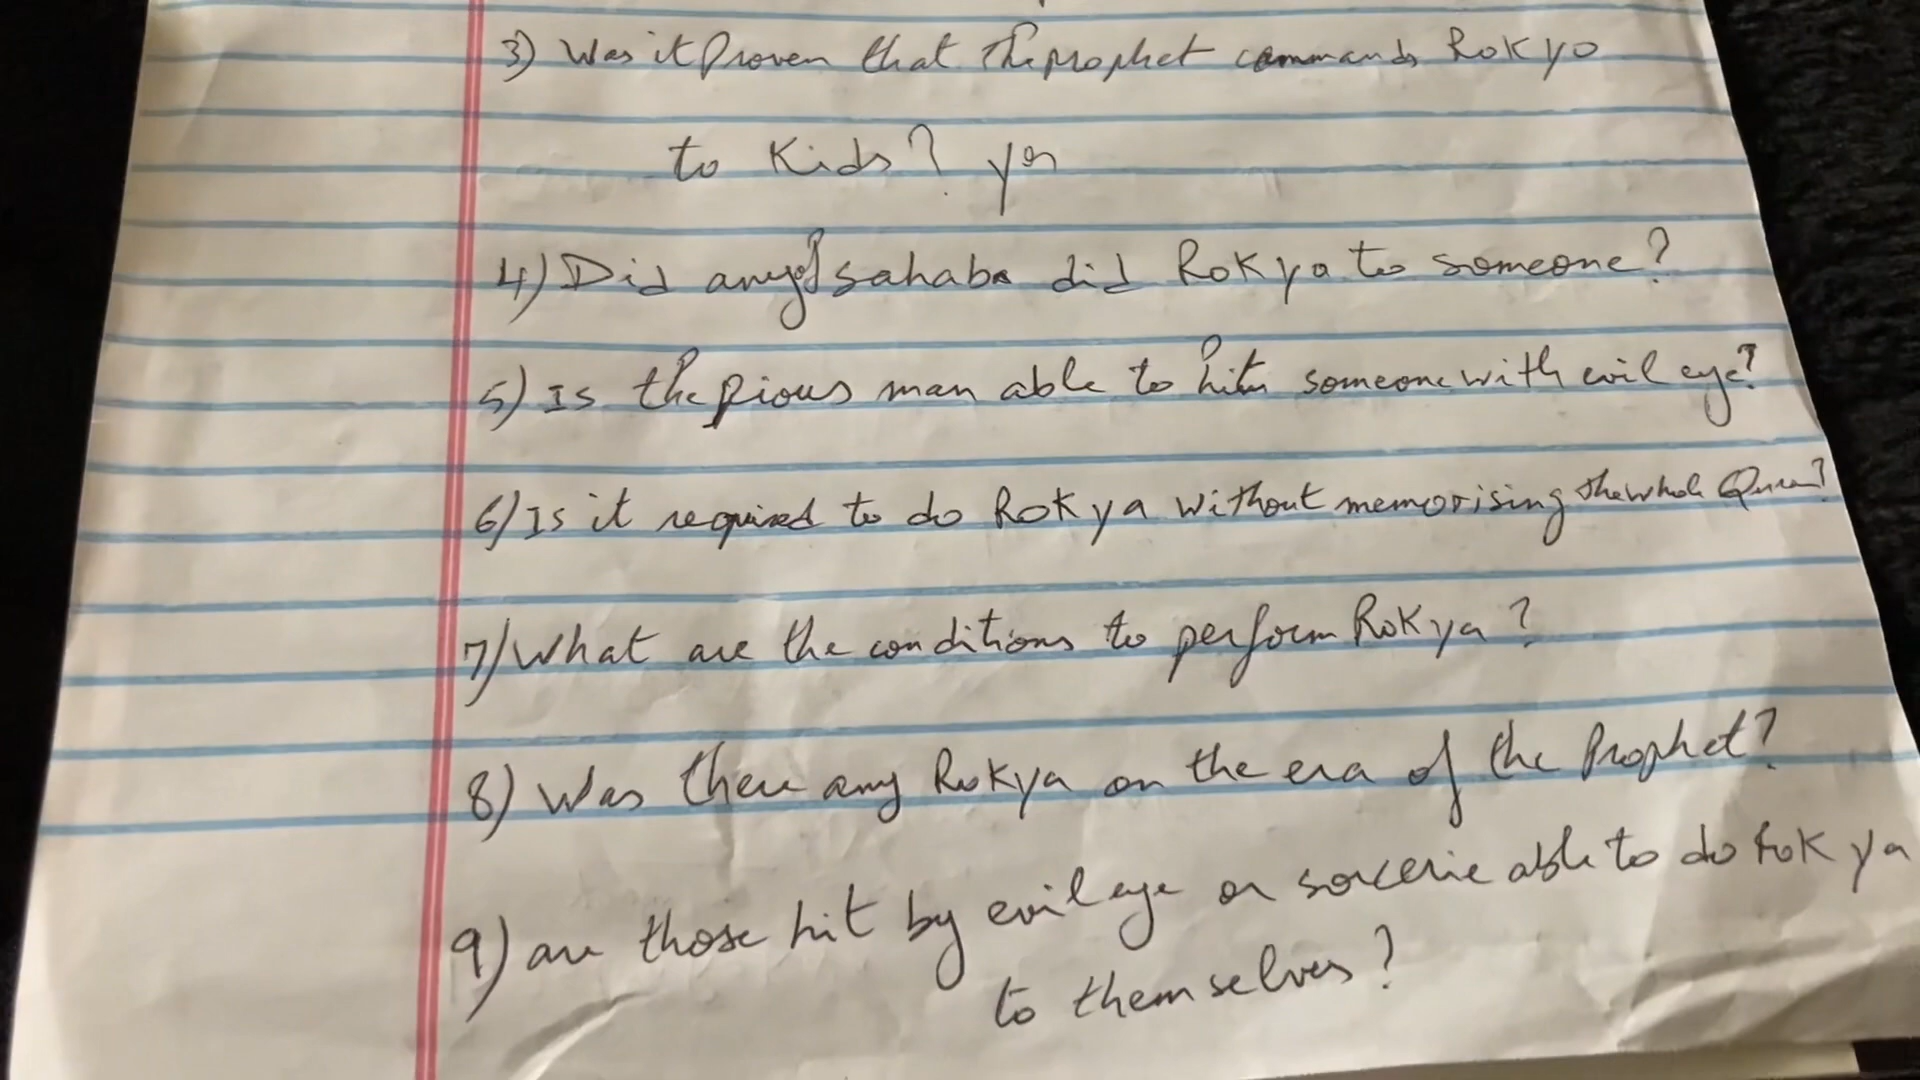 3) Was it Proven that The prophet commands Rokyo
to Kids? yes
4) Did any of sahaba did Rokya to someone?
5) Is the pious man able to hit someone with evil eye?
6) Is it required to do Rokya without memorising the whole Quran?
7) What are the conditions to perform Rokya?
8) Was there any Rokya on the era of the Prophet?
9) are those hit by evil eye or sorcerie able to do Rokya
to themselves?